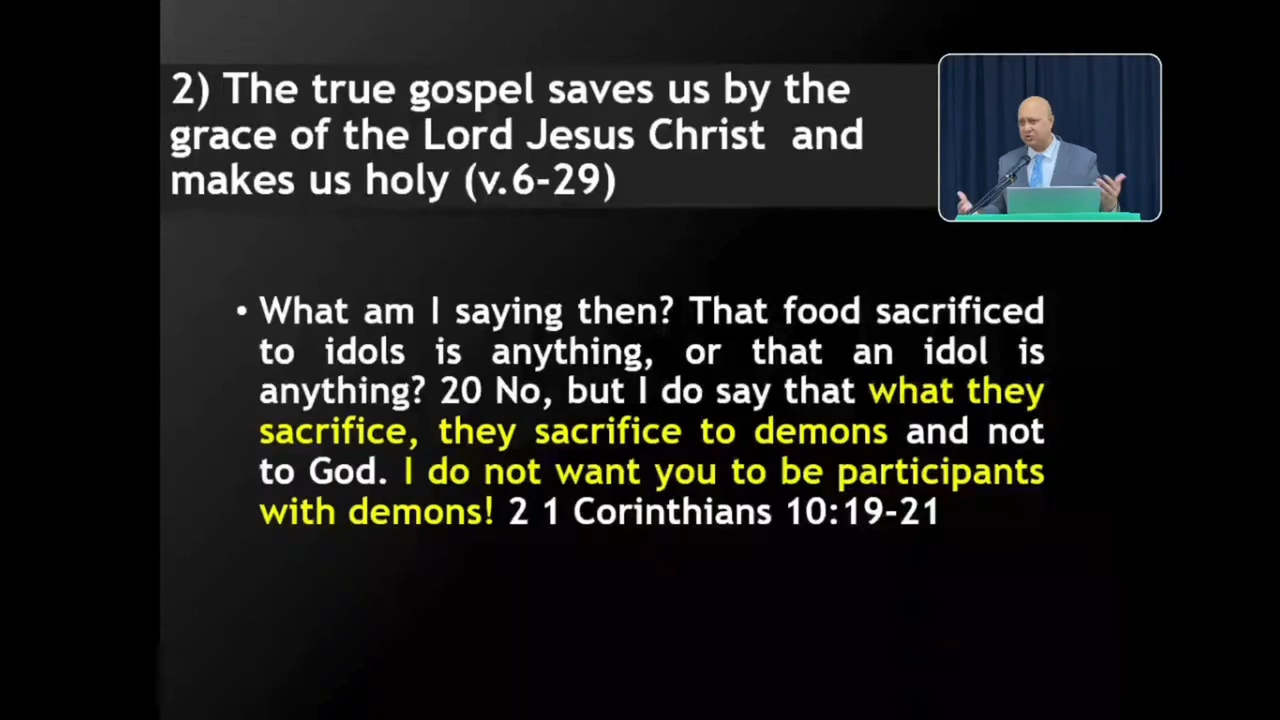 2) The true gospel saves us by the
grace of the Lord Jesus Christ and
makes us holy (v.6-29)
• What am I saying then? That food sacrificed
to idols is anything, or that an idol is
anything? 20 No, but I do say that what they
sacrifice, they sacrifice to demons and not
to God. I do not want you to be participants
with demons! 2 1 Corinthians 10:19-21